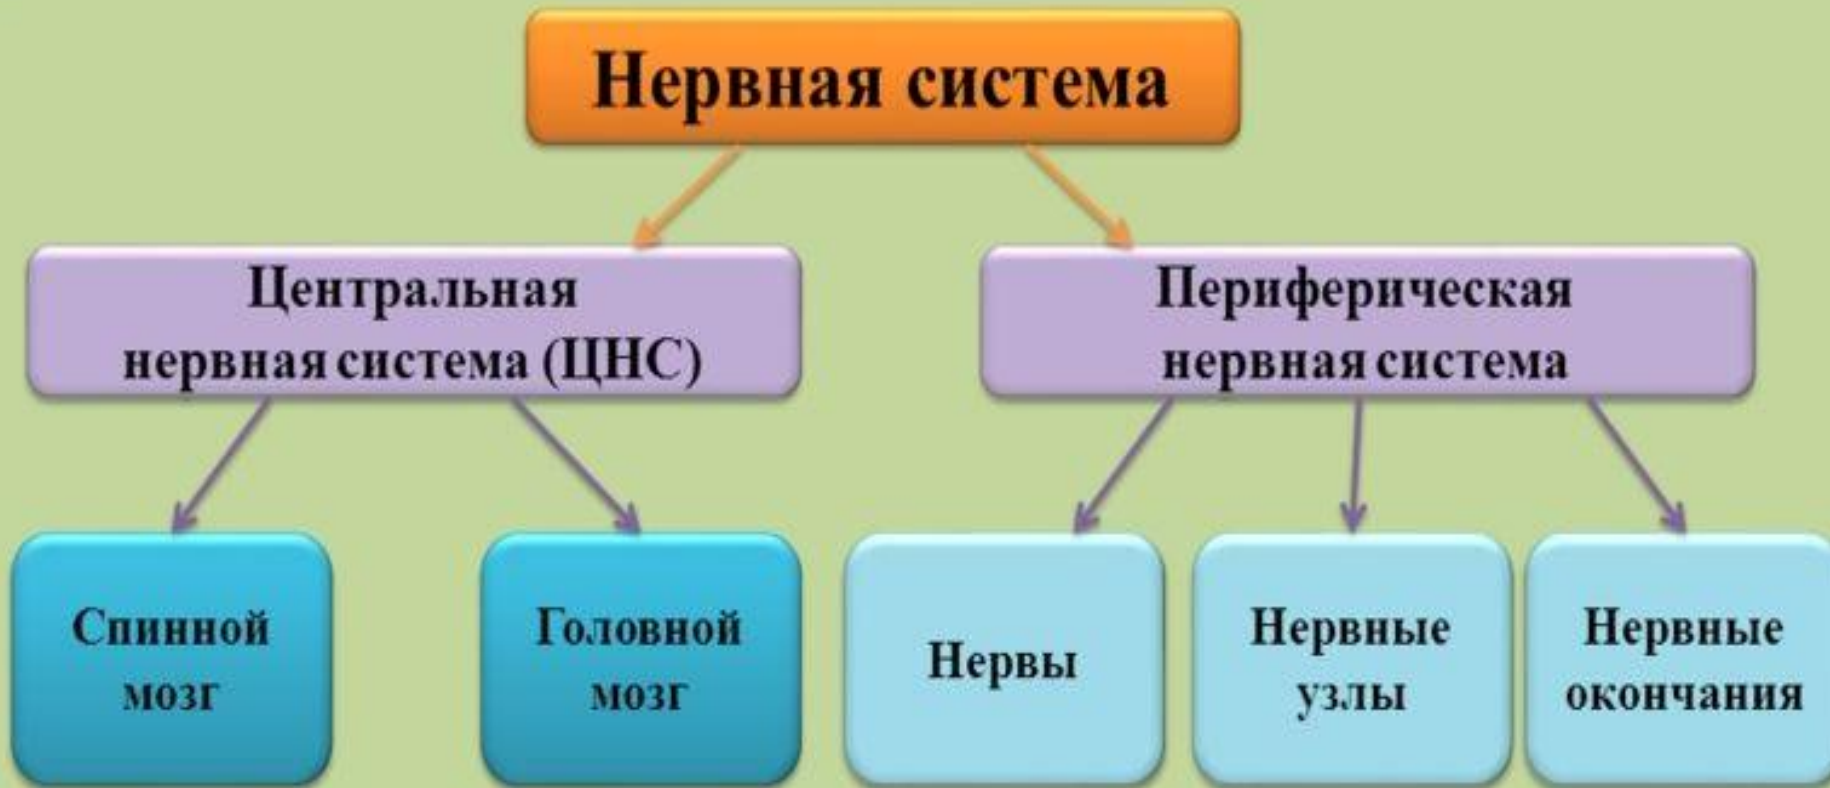 Нервная система
Центральная
нервная система (ЦНС)
Периферическая
нервная система
Спинной
мозг
Головной
мозг
Нервы
Нервные
узлы
Нервные
окончания